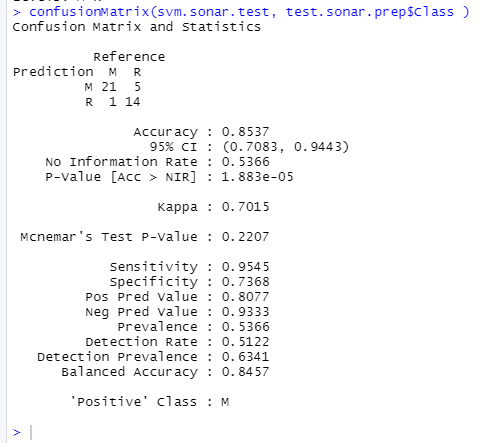 > confusionMatrix(svm.sonar.test, test.sonar.prep$Class )
Confusion Matrix and Statistics
Reference
Prediction M R
M 21 5
R 1 14
Accuracy : 0.8537
95% CI : (0.7083, 0.9443)
No Information Rate : 0.5366
P-Value [Acc > NIR] : 1.883e-05
Kappa : 0.7015
Mcnemar's Test P-Value : 0.2207
Sensitivity : 0.9545
Specificity : 0.7368
Pos Pred Value : 0.8077
Neg Pred Value : 0.9333
Prevalence : 0.5366
Detection Rate : 0.5122
Detection Prevalence : 0.6341
Balanced Accuracy : 0.8457
'Positive' Class : M
>